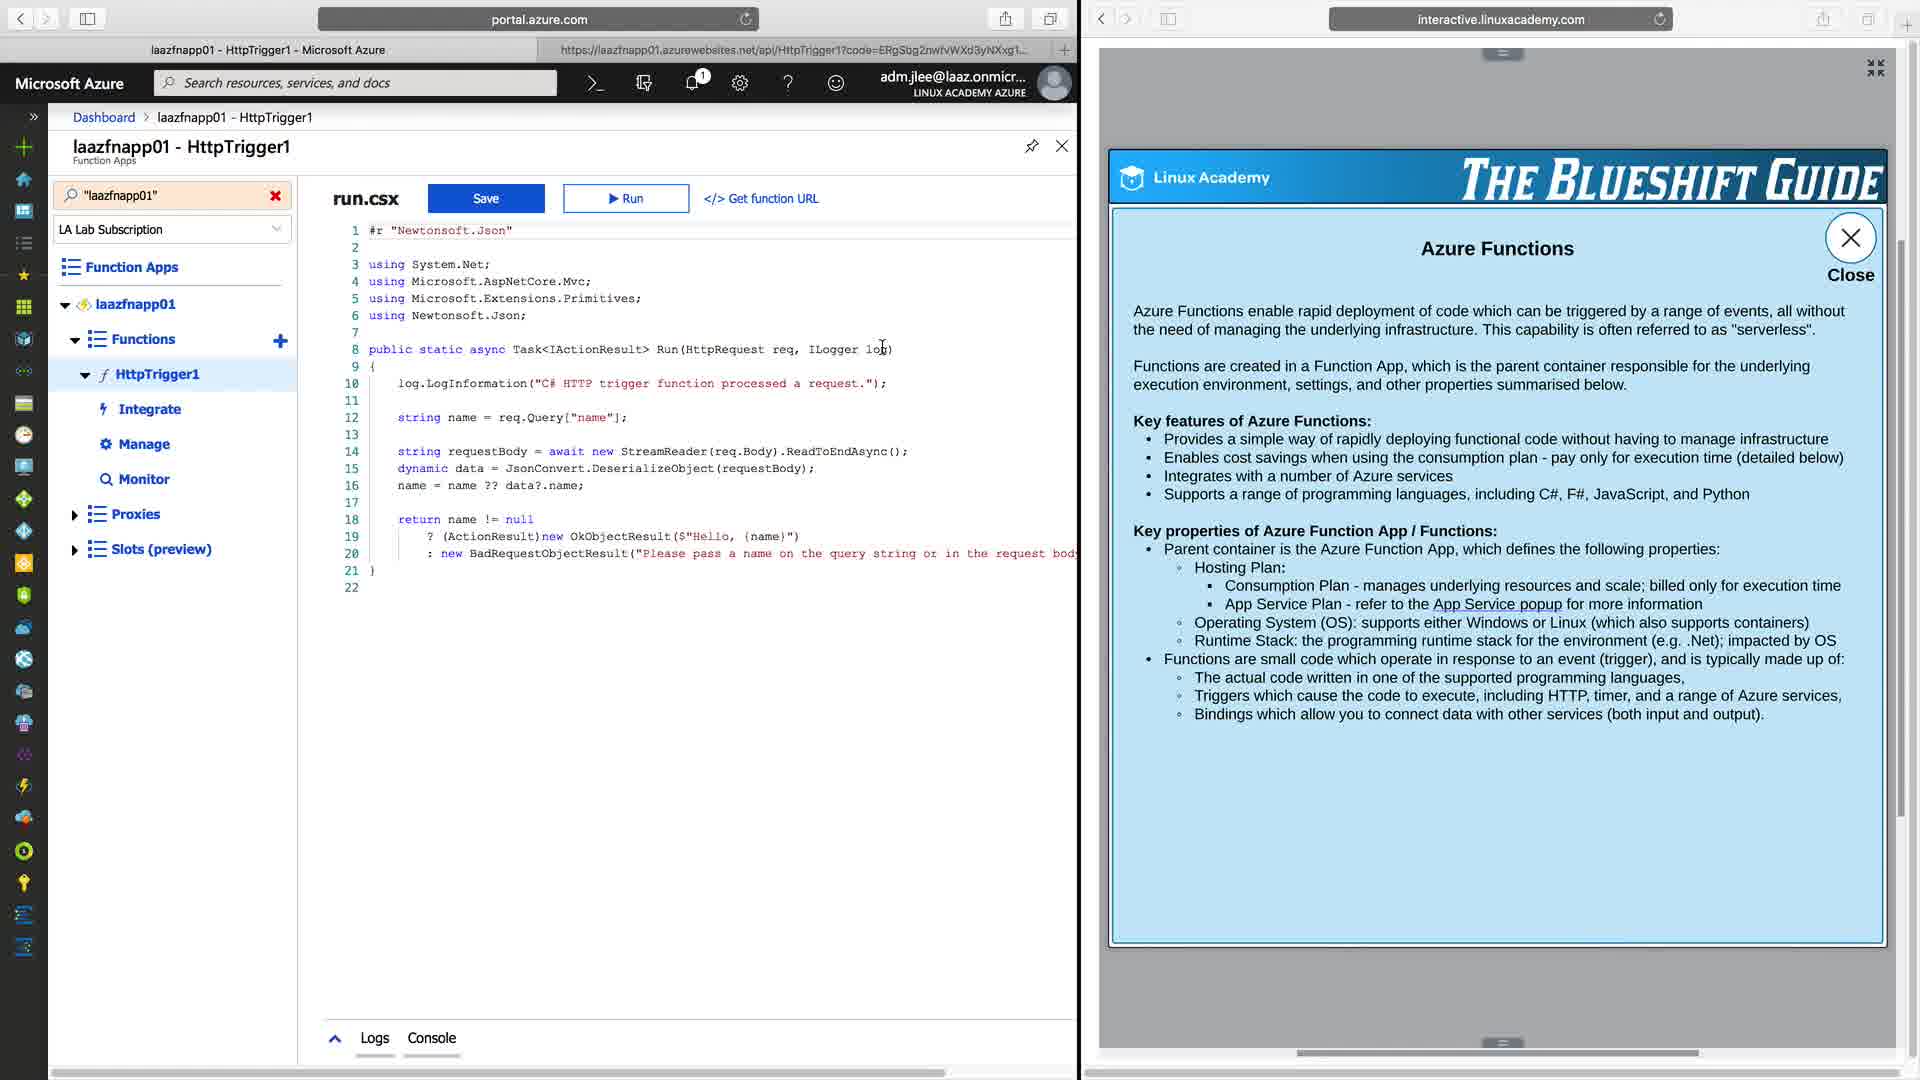 portal.azure.com
laazfnapp01 - HttpTrigger1 - Microsoft Azure
Microsoft Azure
Search resources, services, and docs
1
adm.jlee@laaz.onmicr...
LINUX ACADEMY AZURE
Dashboard > laazfnapp01 - HttpTrigger1
laazfnapp01 - HttpTrigger1
Function Apps
"laazfnapp01"
LA Lab Subscription
Function Apps
laazfnapp01
Functions
HttpTrigger1
Integrate
Manage
Monitor
Proxies
Slots (preview)
run.csx
Save
Run
</> Get function URL
1 #r "Newtonsoft.Json"
2
3 using System.Net;
4 using Microsoft.AspNetCore.Mvc;
5 using Microsoft.Extensions.Primitives;
6 using Newtonsoft.Json;
7
8 public static async Task<IActionResult> Run(HttpRequest req, ILogger log)
9 {
10 log.LogInformation("C# HTTP trigger function processed a request.");
11
12 string name = req.Query["name"];
13
14 string requestBody = await new StreamReader(req.Body).ReadToEndAsync();
15 dynamic data = JsonConvert.DeserializeObject(requestBody);
16 name = name ?? data?.name;
17
18 return name != null
19 ? (ActionResult)new OkObjectResult($"Hello, {name}")
20 : new BadRequestObjectResult("Please pass a name on the query string or in the request body
21 }
22
Logs
Console
interactive.linuxacademy.com
Linux Academy
THE BLUESHIFT GUIDE
Azure Functions
Close
Azure Functions enable rapid deployment of code which can be triggered by a range of events, all without
the need of managing the underlying infrastructure. This capability is often referred to as "serverless".
Functions are created in a Function App, which is the parent container responsible for the underlying
execution environment, settings, and other properties summarised below.
Key features of Azure Functions:
• Provides a simple way of rapidly deploying functional code without having to manage infrastructure
• Enables cost savings when using the consumption plan - pay only for execution time (detailed below)
• Integrates with a number of Azure services
• Supports a range of programming languages, including C#, F#, JavaScript, and Python
Key properties of Azure Function App / Functions:
• Parent container is the Azure Function App, which defines the following properties:
◦ Hosting Plan:
▪ Consumption Plan - manages underlying resources and scale; billed only for execution time
▪ App Service Plan - refer to the App Service popup for more information
◦ Operating System (OS): supports either Windows or Linux (which also supports containers)
◦ Runtime Stack: the programming runtime stack for the environment (e.g. .Net); impacted by OS
• Functions are small code which operate in response to an event (trigger), and is typically made up of:
◦ The actual code written in one of the supported programming languages,
◦ Triggers which cause the code to execute, including HTTP, timer, and a range of Azure services,
◦ Bindings which allow you to connect data with other services (both input and output).